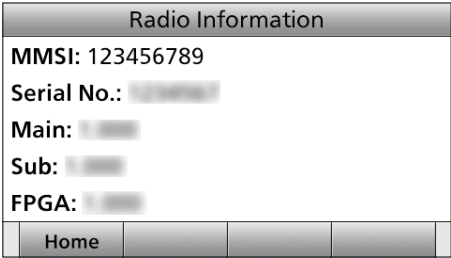 Radio Information
MMSI: 123456789
Serial No.:
Main:
Sub:
FPGA:
Home